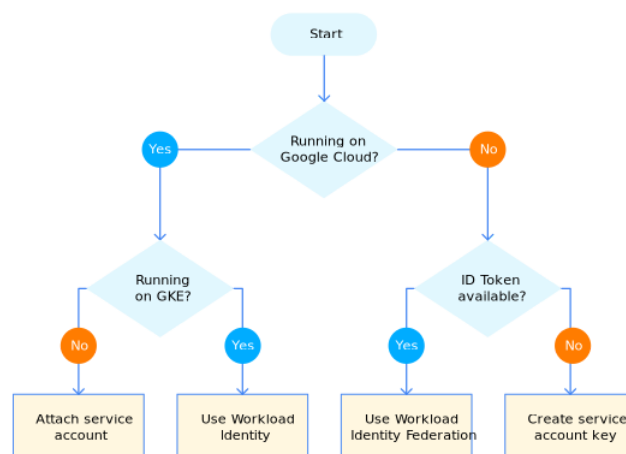 Start
Running on
Google Cloud?
Yes
No
Running
on GKE?
ID Token
available?
No
Yes
Yes
No
Attach service
account
Use Workload
Identity
Use Workload
Identity Federation
Create service
account key